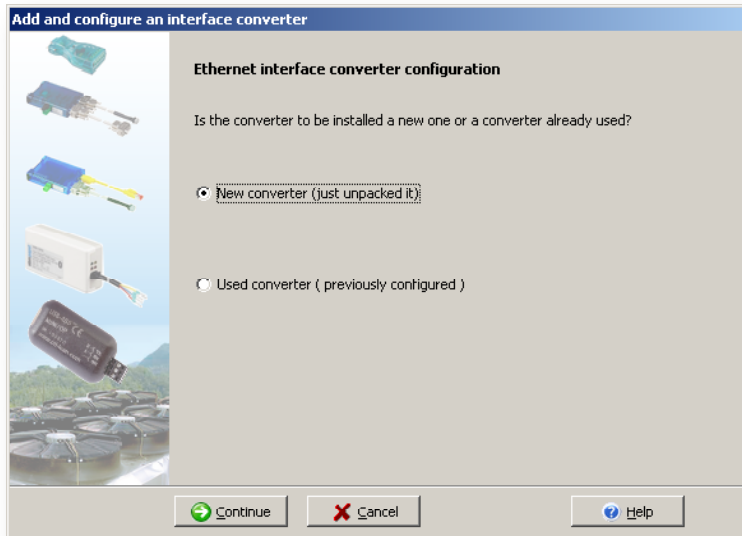 Add and configure an interface converter
Ethernet interface converter configuration
Is the converter to be installed a new one or a converter already used?
New converter (just unpacked it)
Used converter ( previously configured )
Continue
Cancel
Help